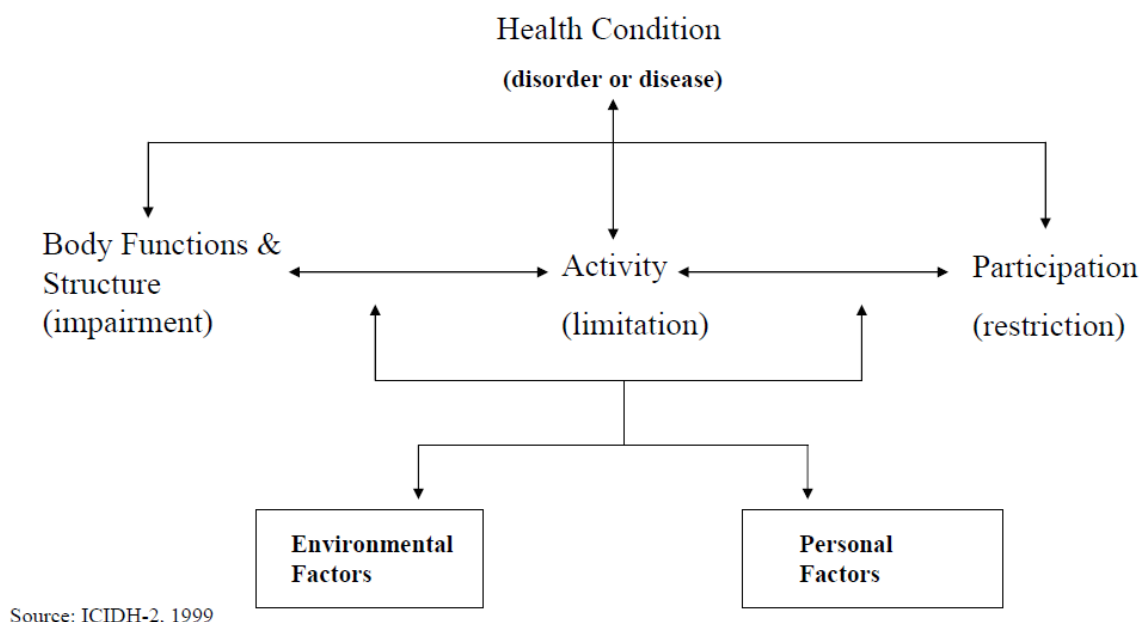 Health Condition
(disorder or disease)
Body Functions &
Structure
(impairment)
Activity
(limitation)
Participation
(restriction)
Environmental
Factors
Personal
Factors
Source: ICIDH-2, 1999